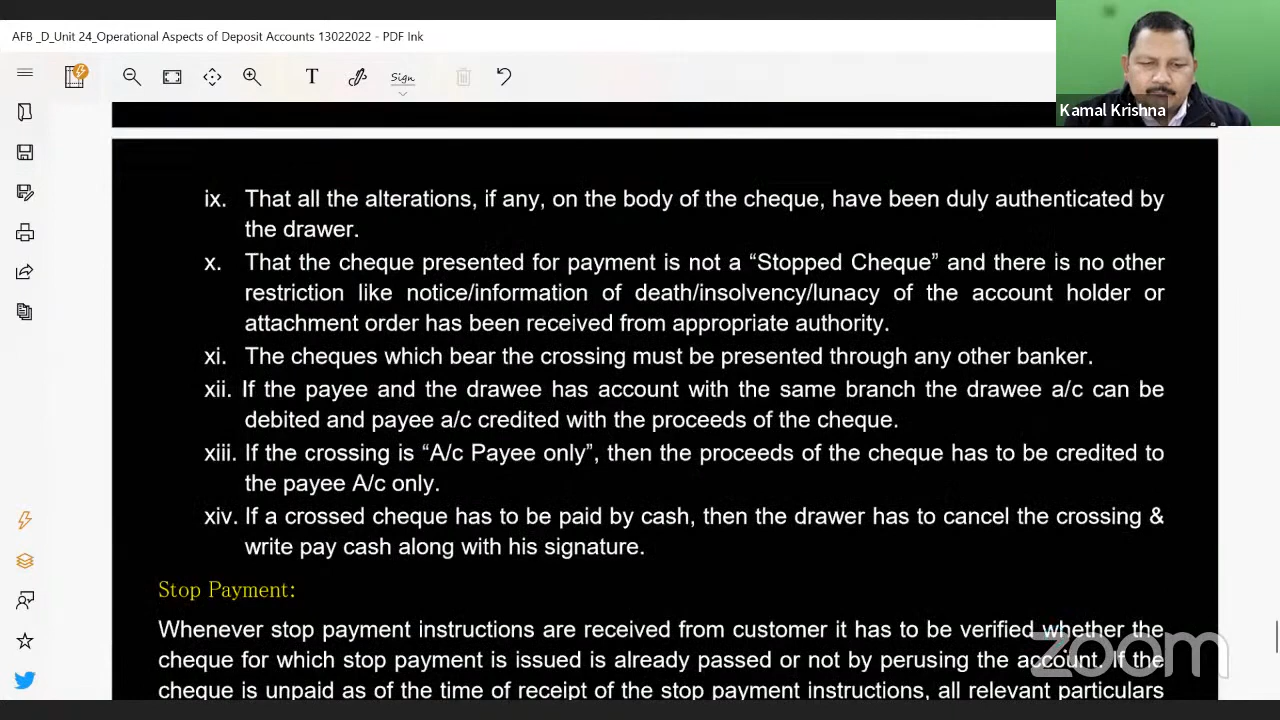 AFB _D_Unit 24_Operational Aspects of Deposit Accounts 13022022 - PDF Ink
T
Sign
Kamal Krishna
ix. That all the alterations, if any, on the body of the cheque, have been duly authenticated by
the drawer.
x. That the cheque presented for payment is not a “Stopped Cheque” and there is no other
restriction like notice/information of death/insolvency/lunacy of the account holder or
attachment order has been received from appropriate authority.
xi. The cheques which bear the crossing must be presented through any other banker.
xii. If the payee and the drawee has account with the same branch the drawee a/c can be
debited and payee a/c credited with the proceeds of the cheque.
xiii. If the crossing is “A/c Payee only”, then the proceeds of the cheque has to be credited to
the payee A/c only.
xiv. If a crossed cheque has to be paid by cash, then the drawer has to cancel the crossing &
write pay cash along with his signature.
Stop Payment:
Whenever stop payment instructions are received from customer it has to be verified whether the
cheque for which stop payment is issued is already passed or not by perusing the account. If the
cheque is unpaid as of the time of receipt of the stop payment instructions, all relevant particulars
zoom